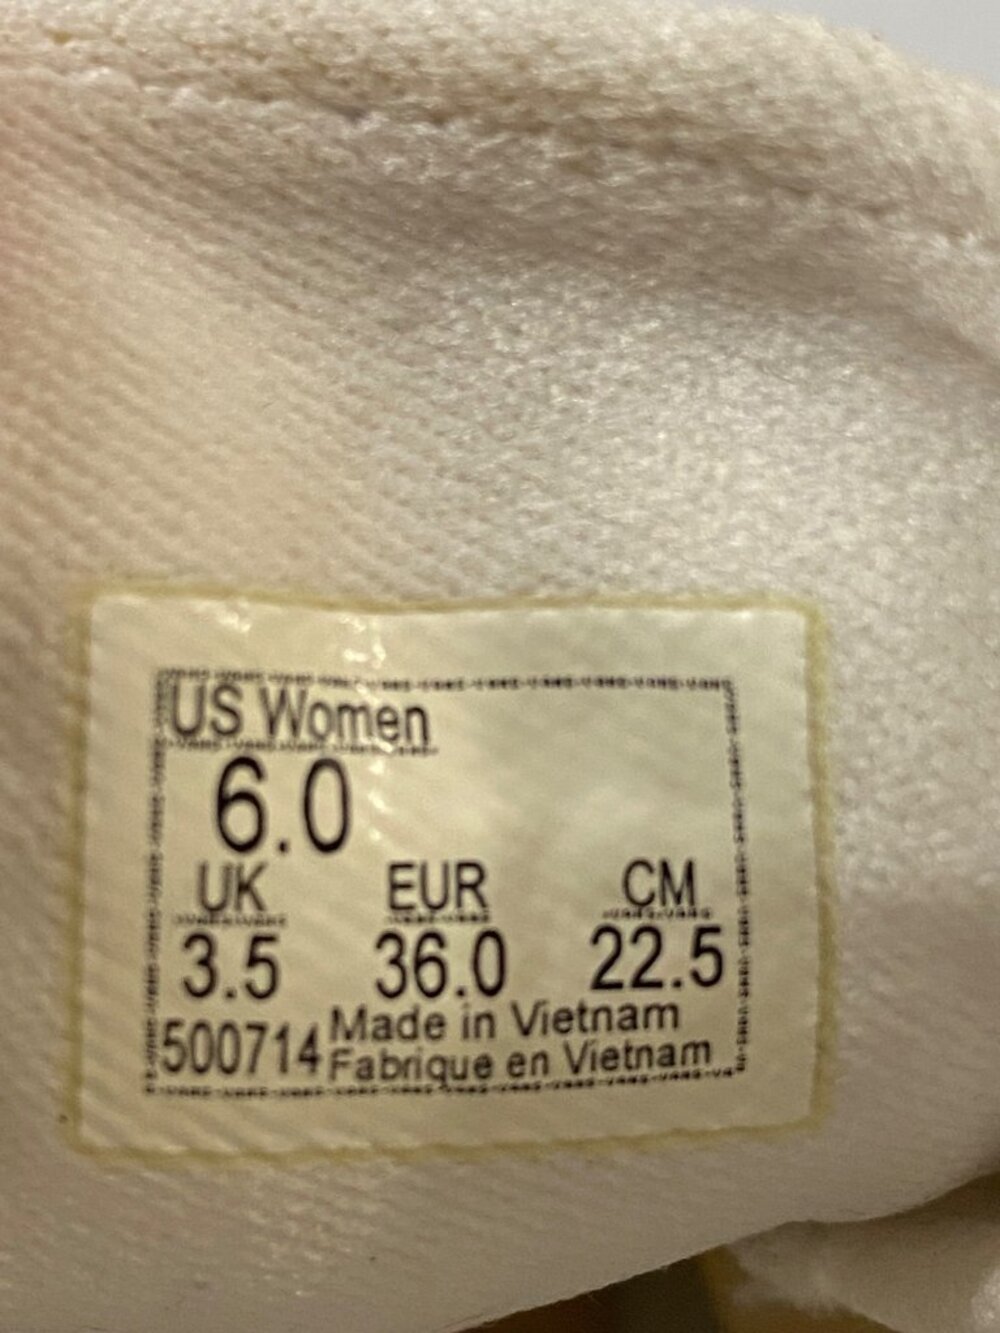 US Women
6.0
UK EUR CM
3.5 36.0 22.5
500714 Made in Vietnam
Fabrique en Vietnam